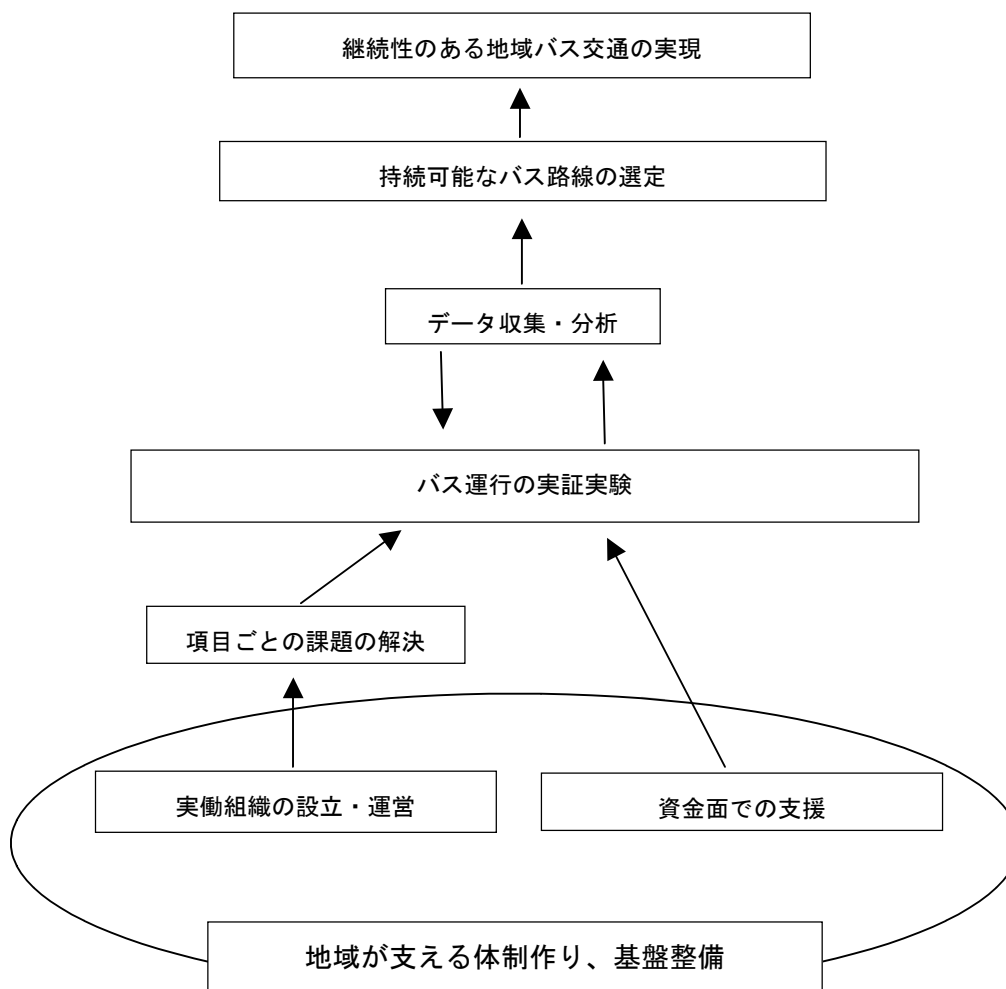 継続性のある地域バス交通の実現
持続可能なバス路線の選定
データ収集・分析
バス運行の実証実験
項目ごとの課題の解決
実働組織の設立・運営
資金面での支援
地域が支える体制作り、基盤整備